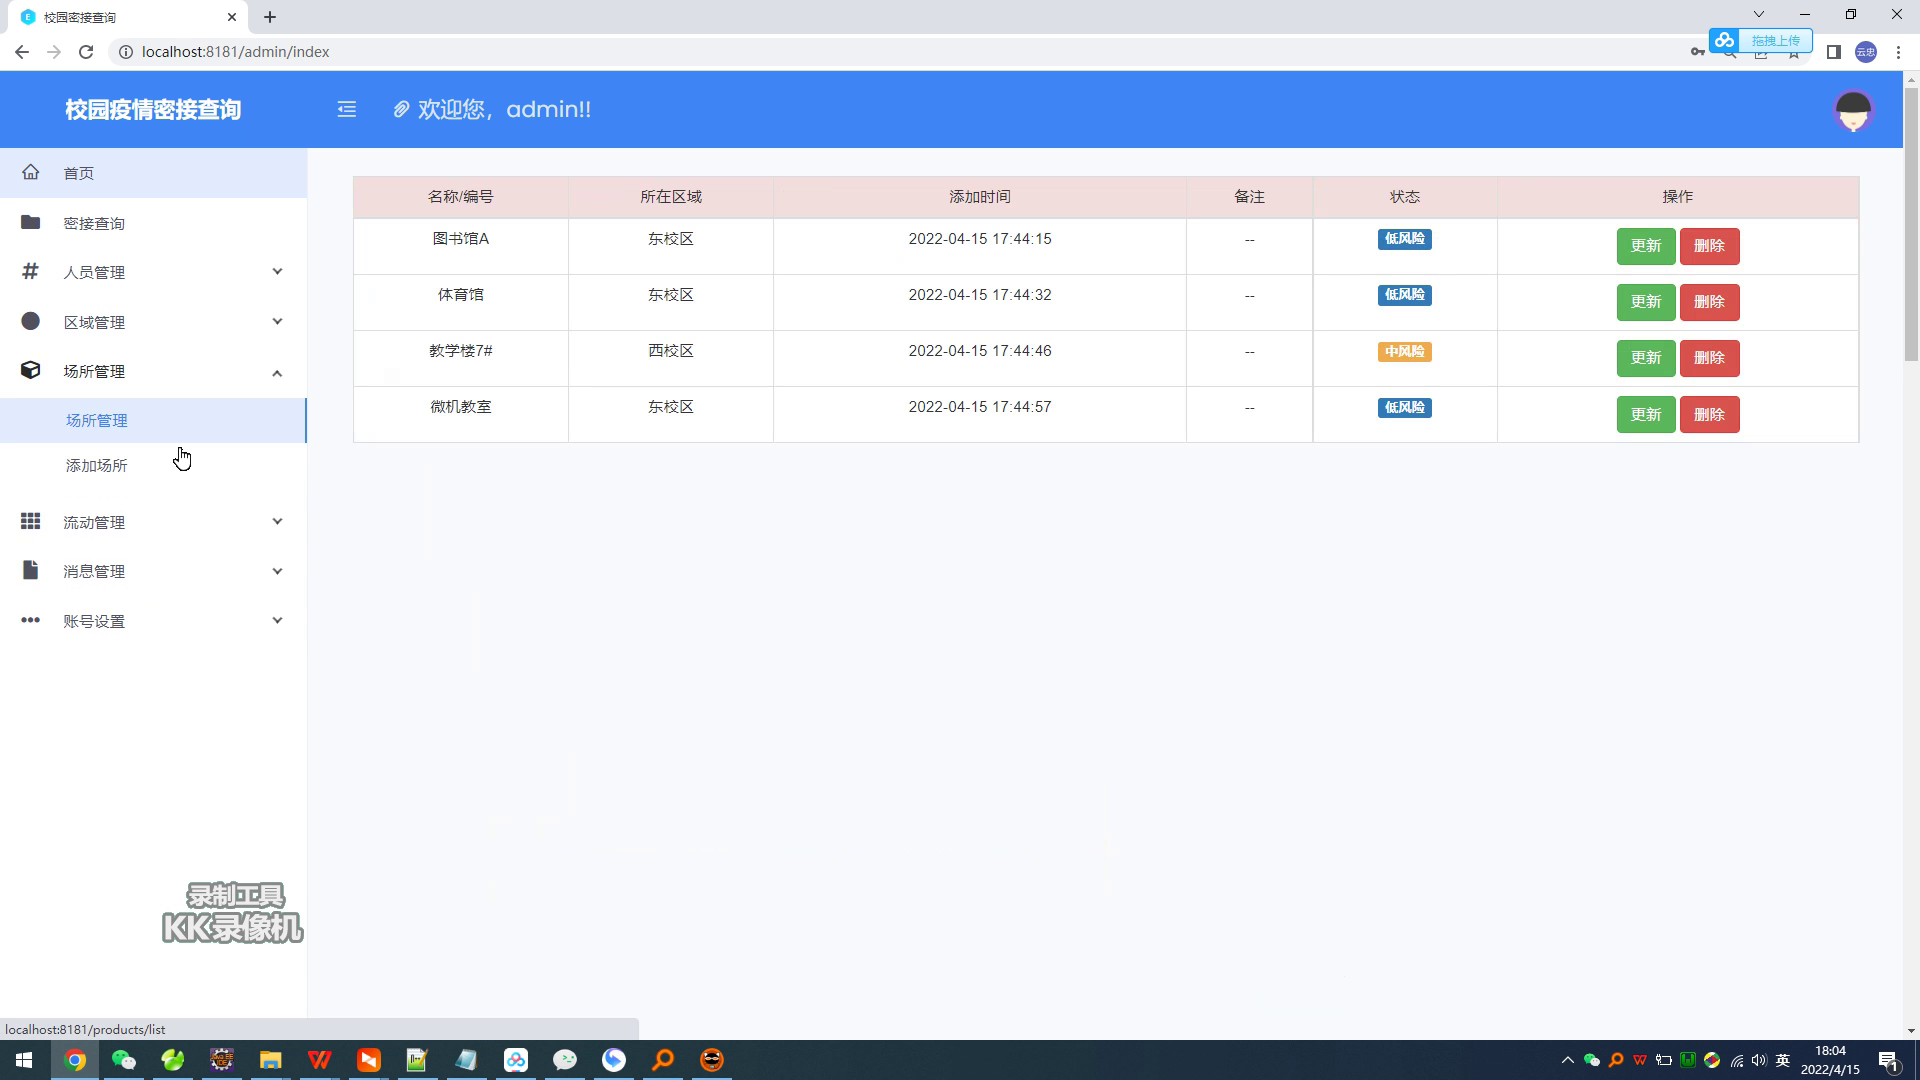 校园密接查询
localhost:8181/admin/index
拖拽上传
云忠
校园疫情密接查询
欢迎您，admin!!
首页
密接查询
人员管理
区域管理
场所管理
场所管理
添加场所
流动管理
消息管理
账号设置
名称/编号 所在区域 添加时间 备注 状态 操作
图书馆A 东校区 2022-04-15 17:44:15 -- 低风险 更新 删除
体育馆 东校区 2022-04-15 17:44:32 -- 低风险 更新 删除
教学楼7# 西校区 2022-04-15 17:44:46 -- 中风险 更新 删除
微机教室 东校区 2022-04-15 17:44:57 -- 低风险 更新 删除
录制工具
KK录像机
localhost:8181/products/list
英
18:04
2022/4/15
1